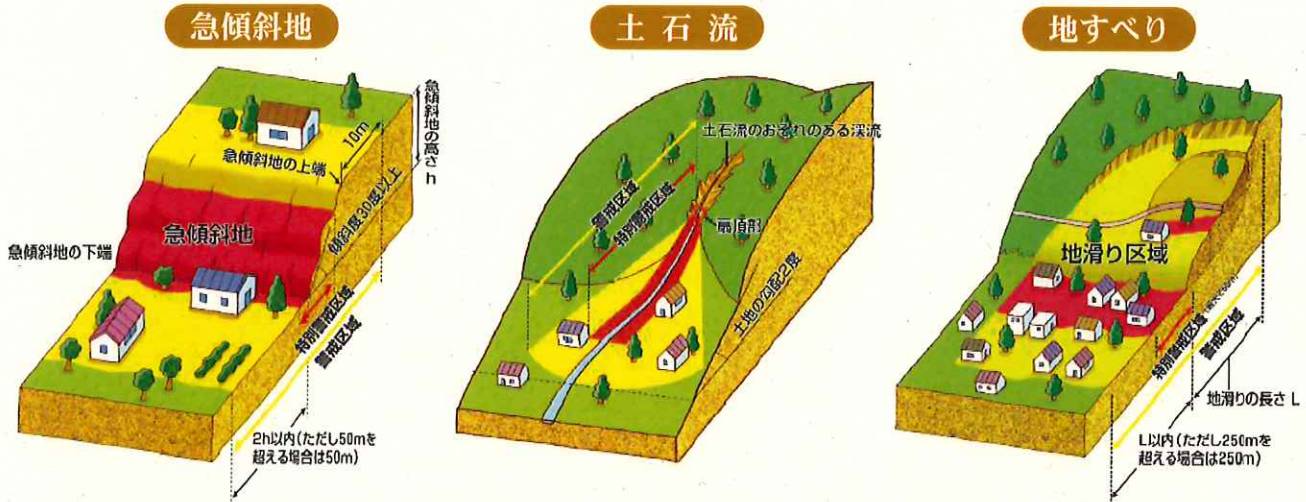 急傾斜地
急傾斜地の高さh
10m
急傾斜地の上端
傾斜度30度以上
急傾斜地
急傾斜地の下端
特別警戒区域
警戒区域
2h以内(ただし50mを
超える場合は50m)
土石流
土石流のおそれのある渓流
警戒区域
特別警戒区域
扇頂部
土地の勾配2度
地すべり
地滑り区域
特別警戒区域
警戒区域
地滑りの長さ L
L以内(ただし250mを
超える場合は250m)